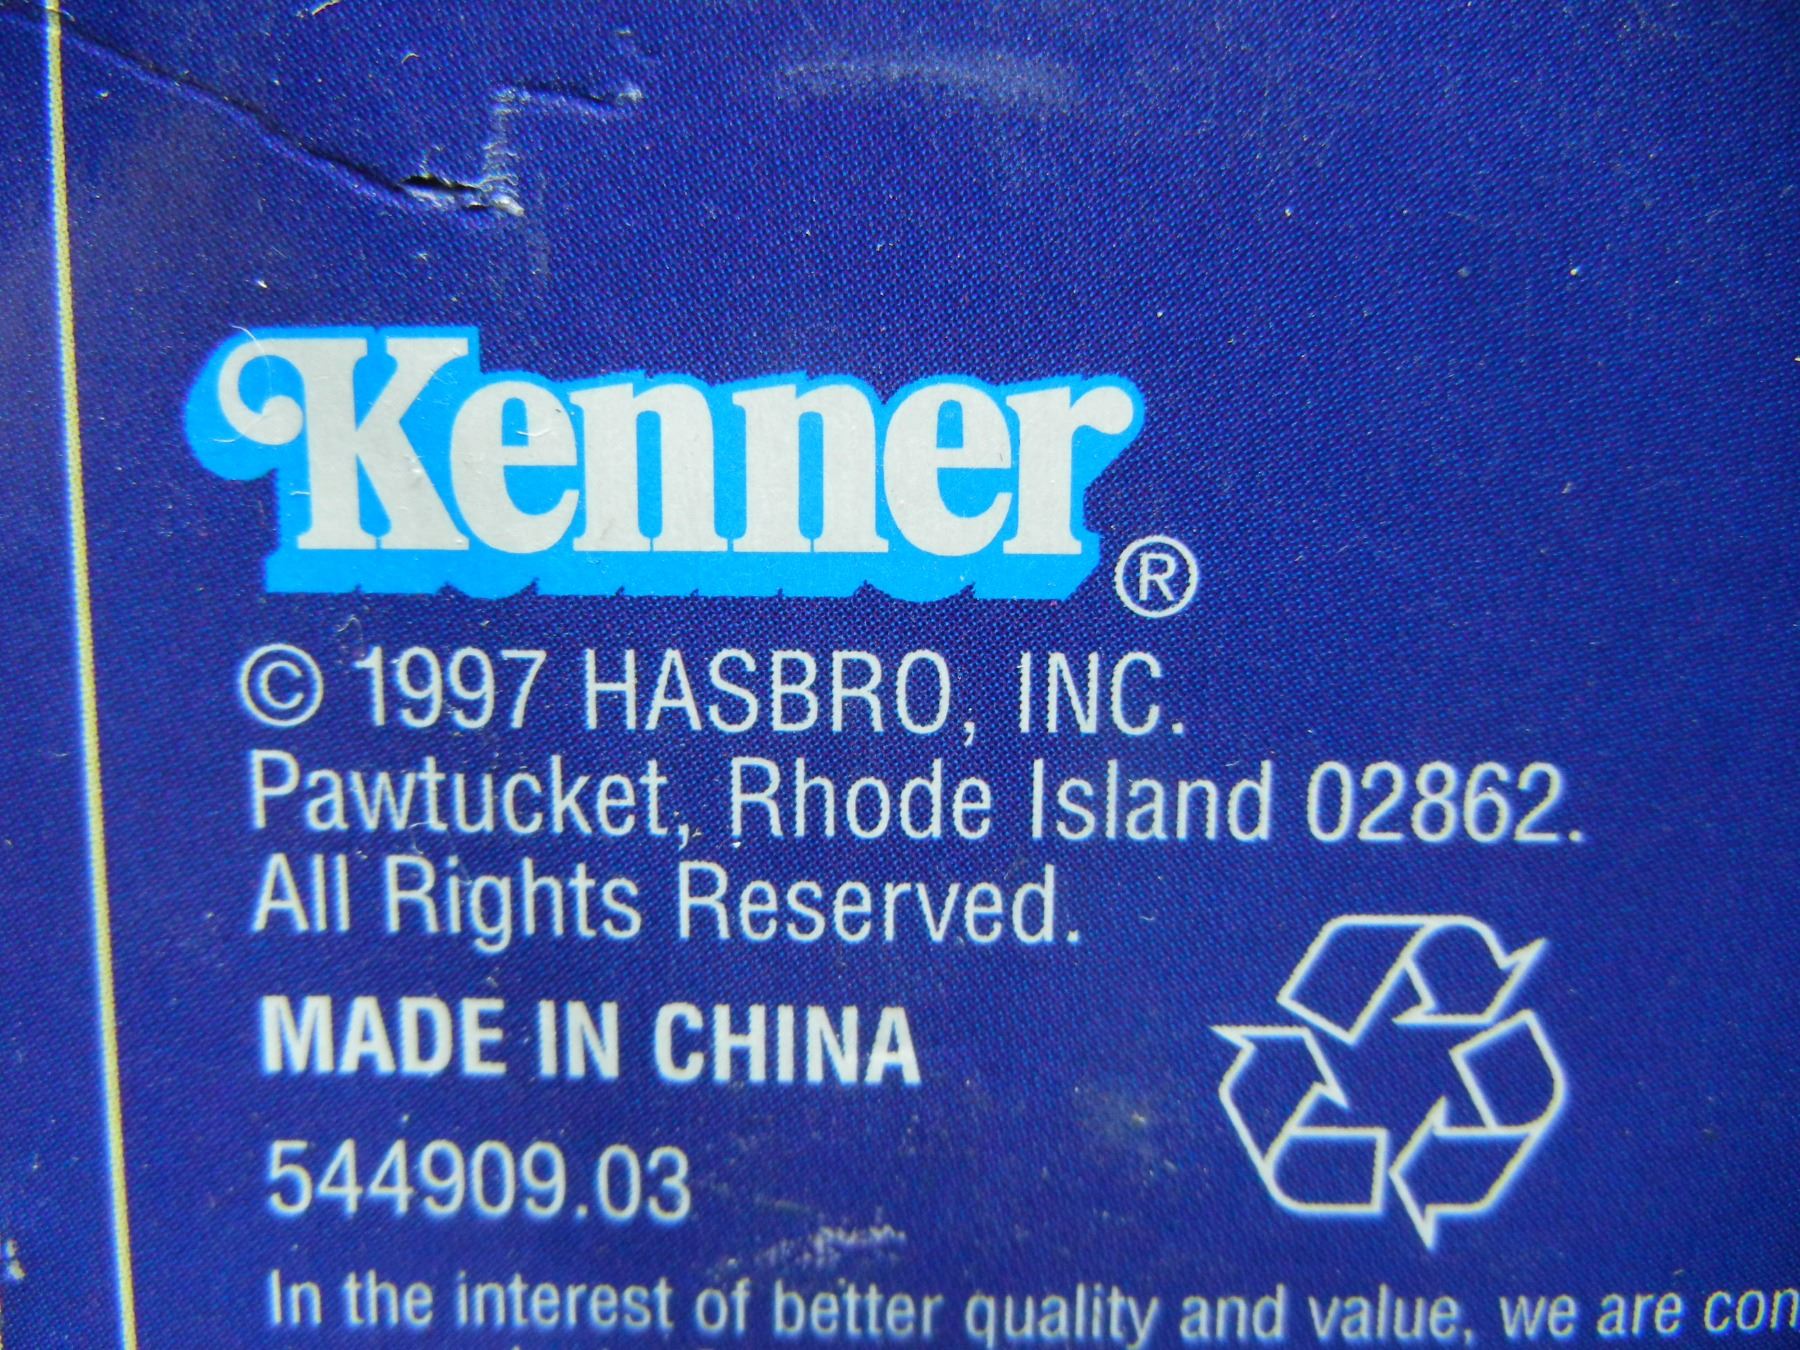 Kenner®
© 1997 HASBRO, INC.
Pawtucket, Rhode Island 02862.
All Rights Reserved.
MADE IN CHINA
544909.03
In the interest of better quality and value, we are con